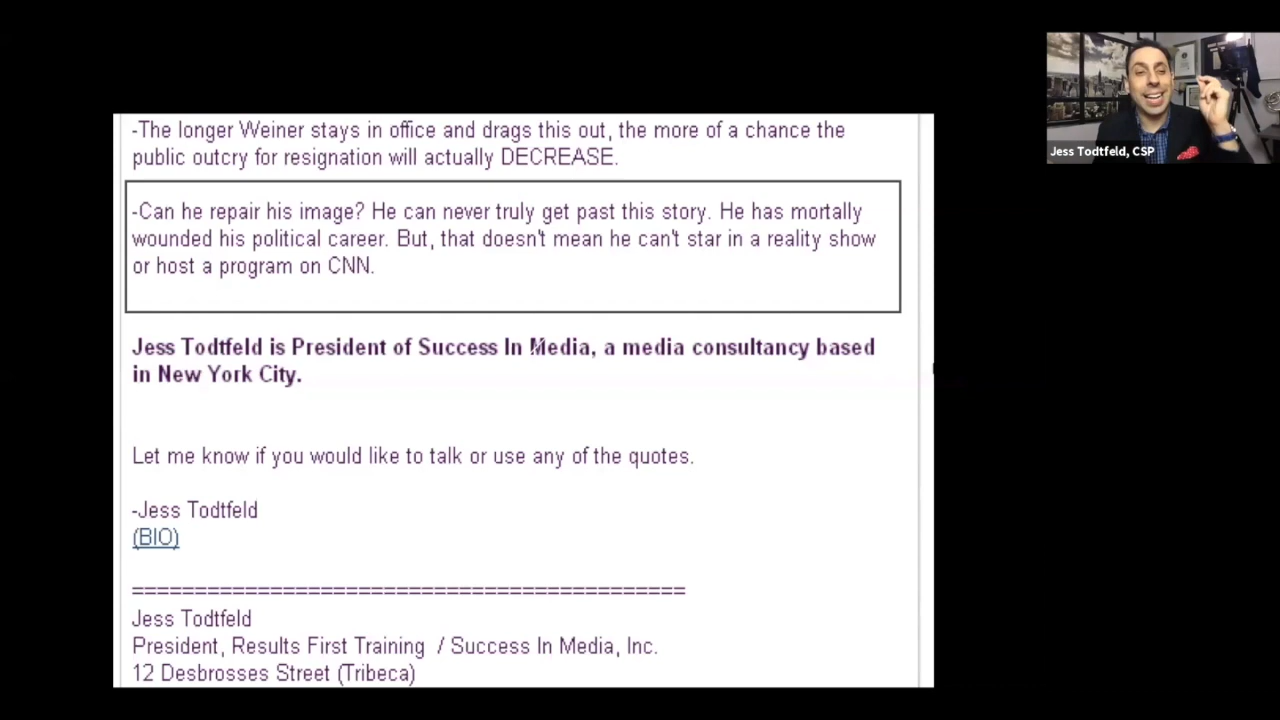 -The longer Weiner stays in office and drags this out, the more of a chance the
public outcry for resignation will actually DECREASE.
-Can he repair his image? He can never truly get past this story. He has mortally
wounded his political career. But, that doesn't mean he can't star in a reality show
or host a program on CNN.
Jess Todtfeld is President of Success In Media, a media consultancy based
in New York City.
Let me know if you would like to talk or use any of the quotes.
-Jess Todtfeld
(BIO)
============================================
Jess Todtfeld
President, Results First Training / Success In Media, Inc.
12 Desbrosses Street (Tribeca)
Jess Todtfeld, CSP